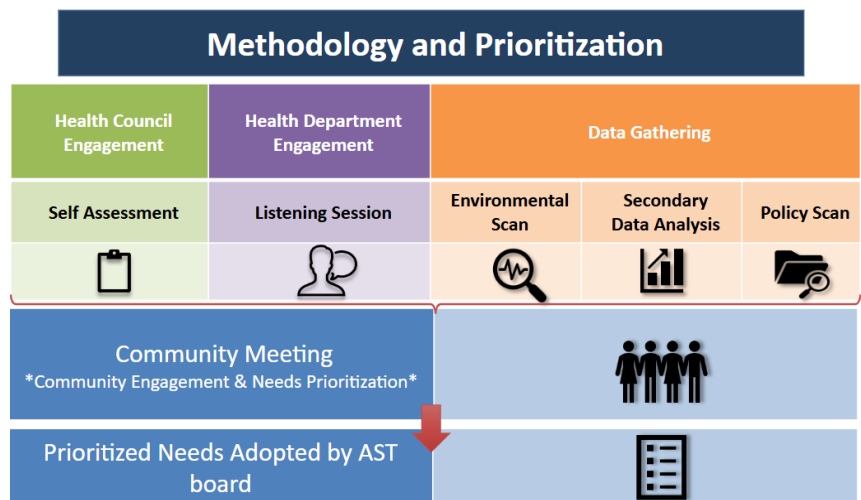 Methodology and Prioritization
Health Council
Engagement
Health Department
Engagement
Data Gathering
Self Assessment
Listening Session
Environmental
Scan
Secondary
Data Analysis
Policy Scan
Community Meeting
*Community Engagement & Needs Prioritization*
Prioritized Needs Adopted by AST
board